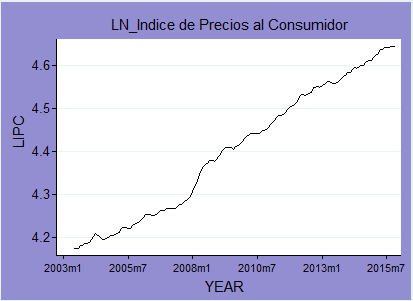 LN_Indice de Precios al Consumidor
LIPC
4.6
4.5
4.4
4.3
4.2
2003m1 2005m7 2008m1 2010m7 2013m1 2015m7
YEAR